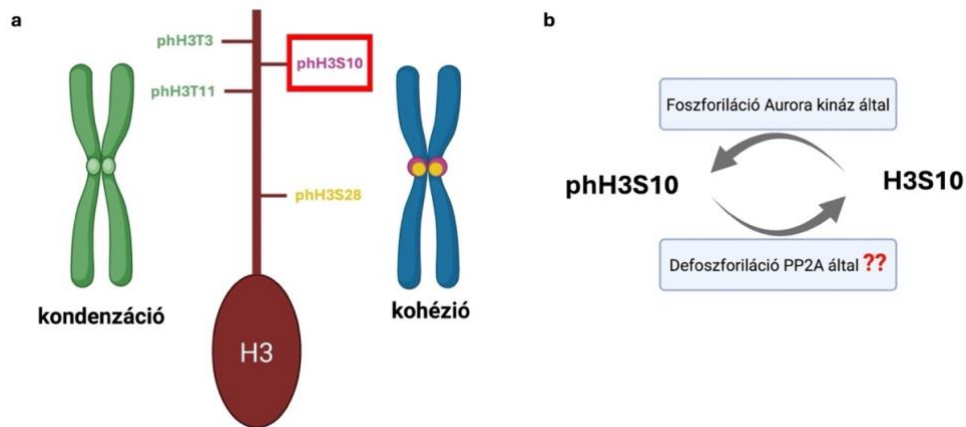 a
phH3T3
phH3S10
phH3T11
phH3S28
kondenzáció
kohézió
H3
b
Foszforiláció Aurora kináz által
phH3S10
H3S10
Defoszforiláció PP2A által ??